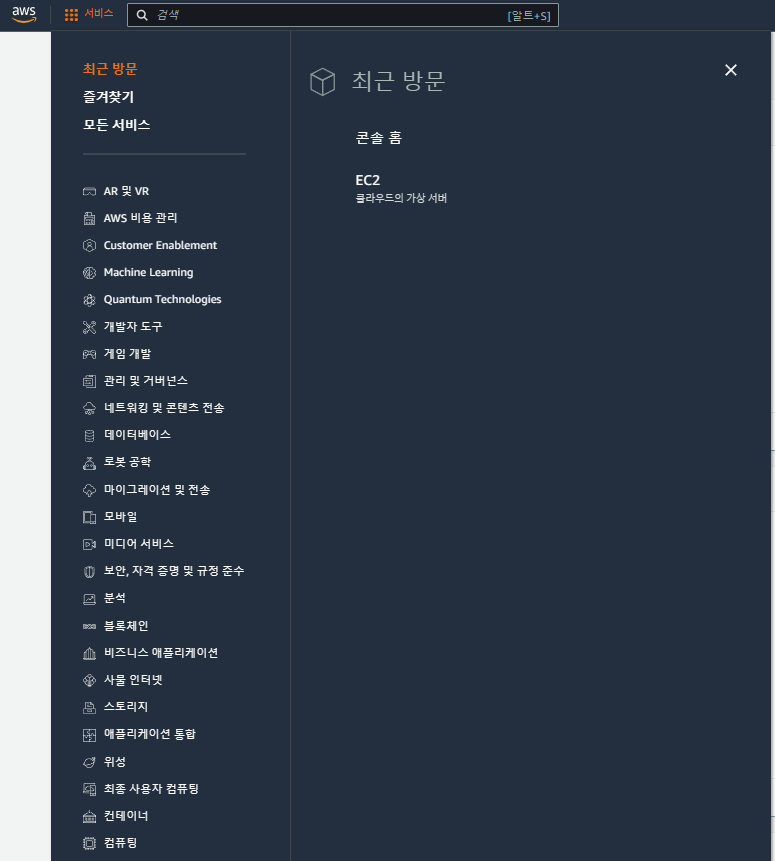 aws
서비스
검색
[알트+S]
최근 방문
즐겨찾기
모든 서비스
AR 및 VR
AWS 비용 관리
Customer Enablement
Machine Learning
Quantum Technologies
개발자 도구
게임 개발
관리 및 거버넌스
네트워킹 및 콘텐츠 전송
데이터베이스
로봇 공학
마이그레이션 및 전송
모바일
미디어 서비스
보안, 자격 증명 및 규정 준수
분석
블록체인
비즈니스 애플리케이션
사물 인터넷
스토리지
애플리케이션 통합
위성
최종 사용자 컴퓨팅
컨테이너
컴퓨팅
최근 방문
콘솔 홈
EC2
클라우드의 가상 서버